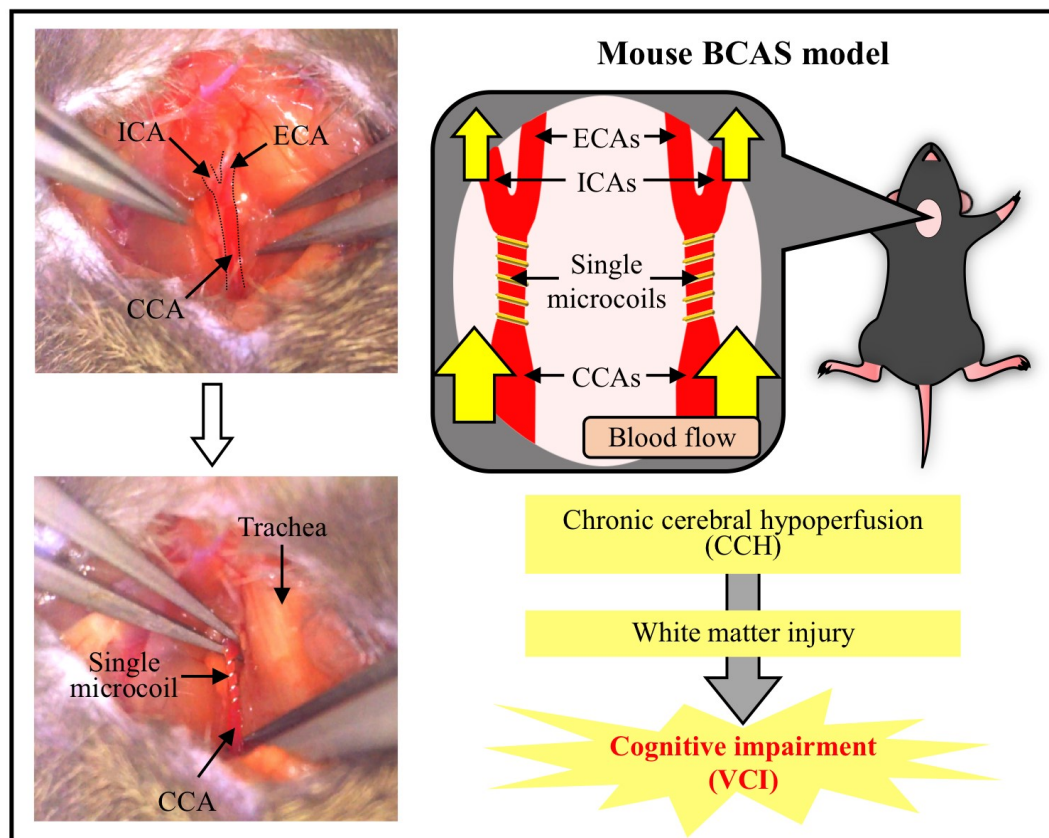 ICA
ECA
CCA
Trachea
Single
microcoil
CCA
Mouse BCAS model
ECAs
ICAs
Single
microcoils
CCAs
Blood flow
Chronic cerebral hypoperfusion
(CCH)
White matter injury
Cognitive impairment
(VCI)